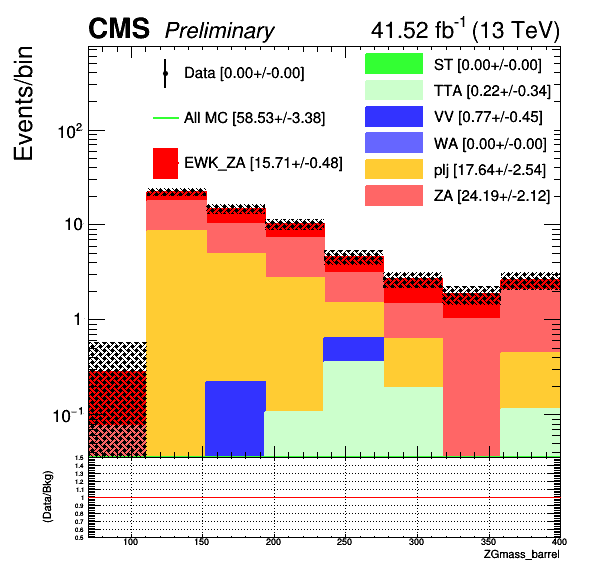 CMS Preliminary 41.52 fb⁻¹ (13 TeV)
Events/bin
Data [0.00+/-0.00]
All MC [58.53+/-3.38]
EWK_ZA [15.71+/-0.48]
ST [0.00+/-0.00]
TTA [0.22+/-0.34]
VV [0.77+/-0.45]
WA [0.00+/-0.00]
plj [17.64+/-2.54]
ZA [24.19+/-2.12]
10²
10
1
10⁻¹
(Data/Bkg)
1.5
1.4
1.3
1.2
1.1
1
0.9
0.8
0.7
0.6
0.5
100 150 200 250 300 350 400
ZGmass_barrel